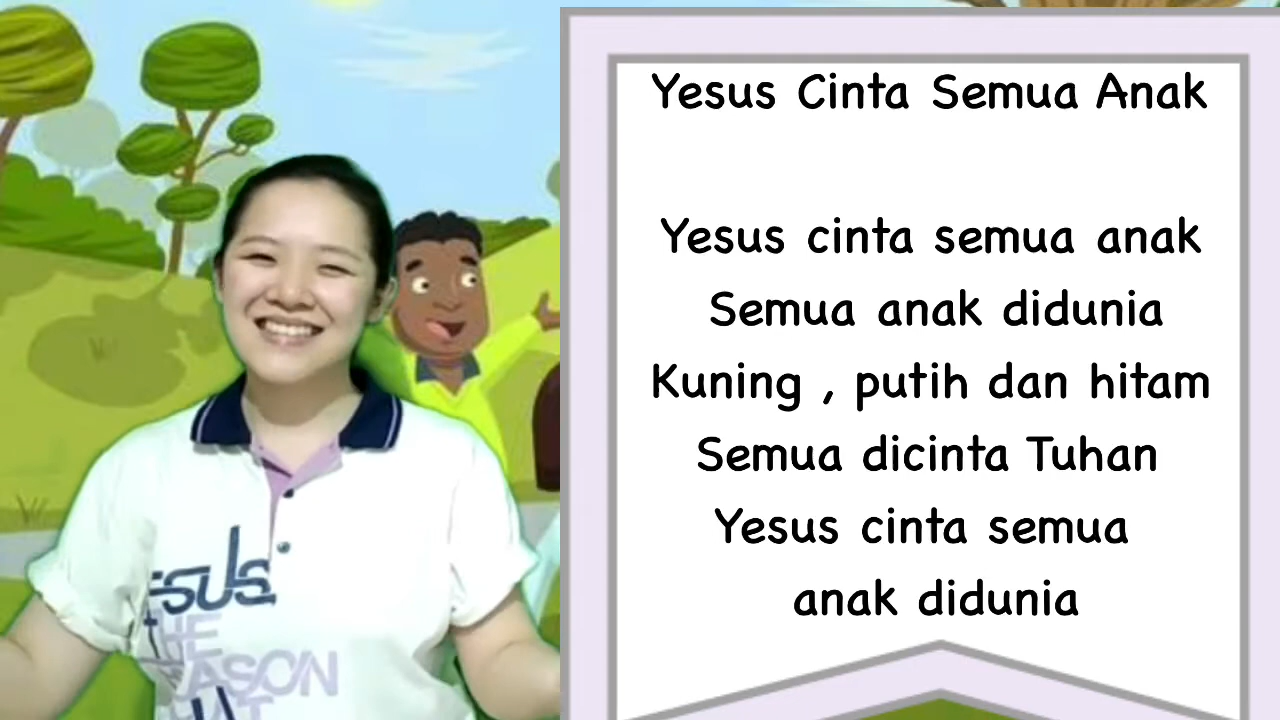 Yesus Cinta Semua Anak
Yesus cinta semua anak
Semua anak didunia
Kuning , putih dan hitam
Semua dicinta Tuhan
Yesus cinta semua
anak didunia